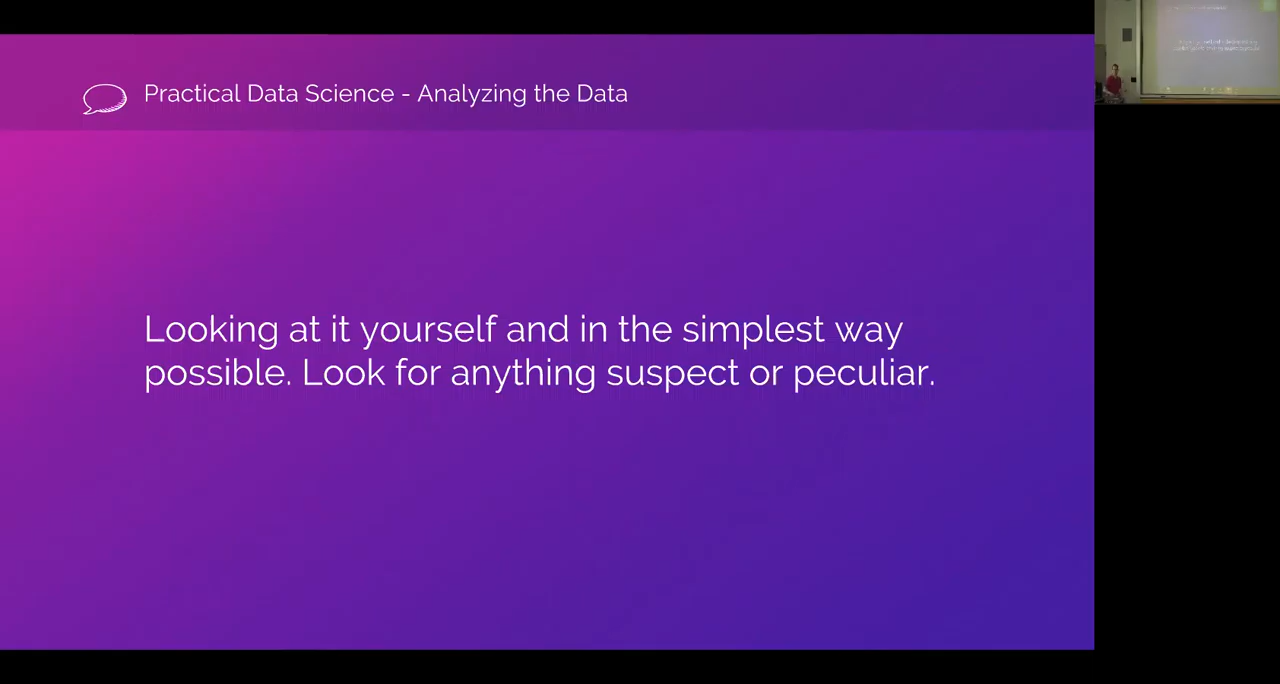 Practical Data Science - Analyzing the Data
Looking at it yourself and in the simplest way
possible. Look for anything suspect or peculiar.